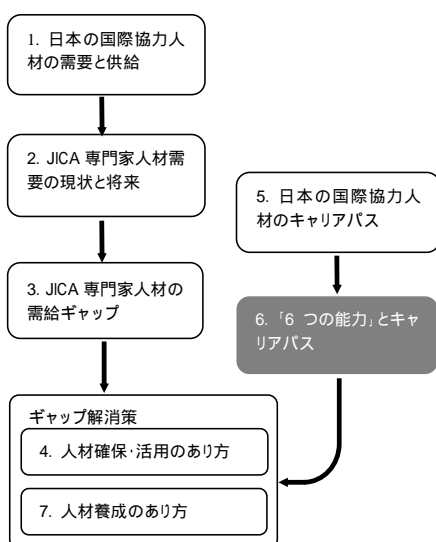 1. 日本の国際協力人
材の需要と供給
2. JICA 専門家人材需
要の現状と将来
3. JICA 専門家人材の
需給ギャップ
5. 日本の国際協力人
材のキャリアパス
6. 「6 つの能力」とキャ
リアパス
ギャップ解消策
4. 人材確保・活用のあり方
7. 人材養成のあり方